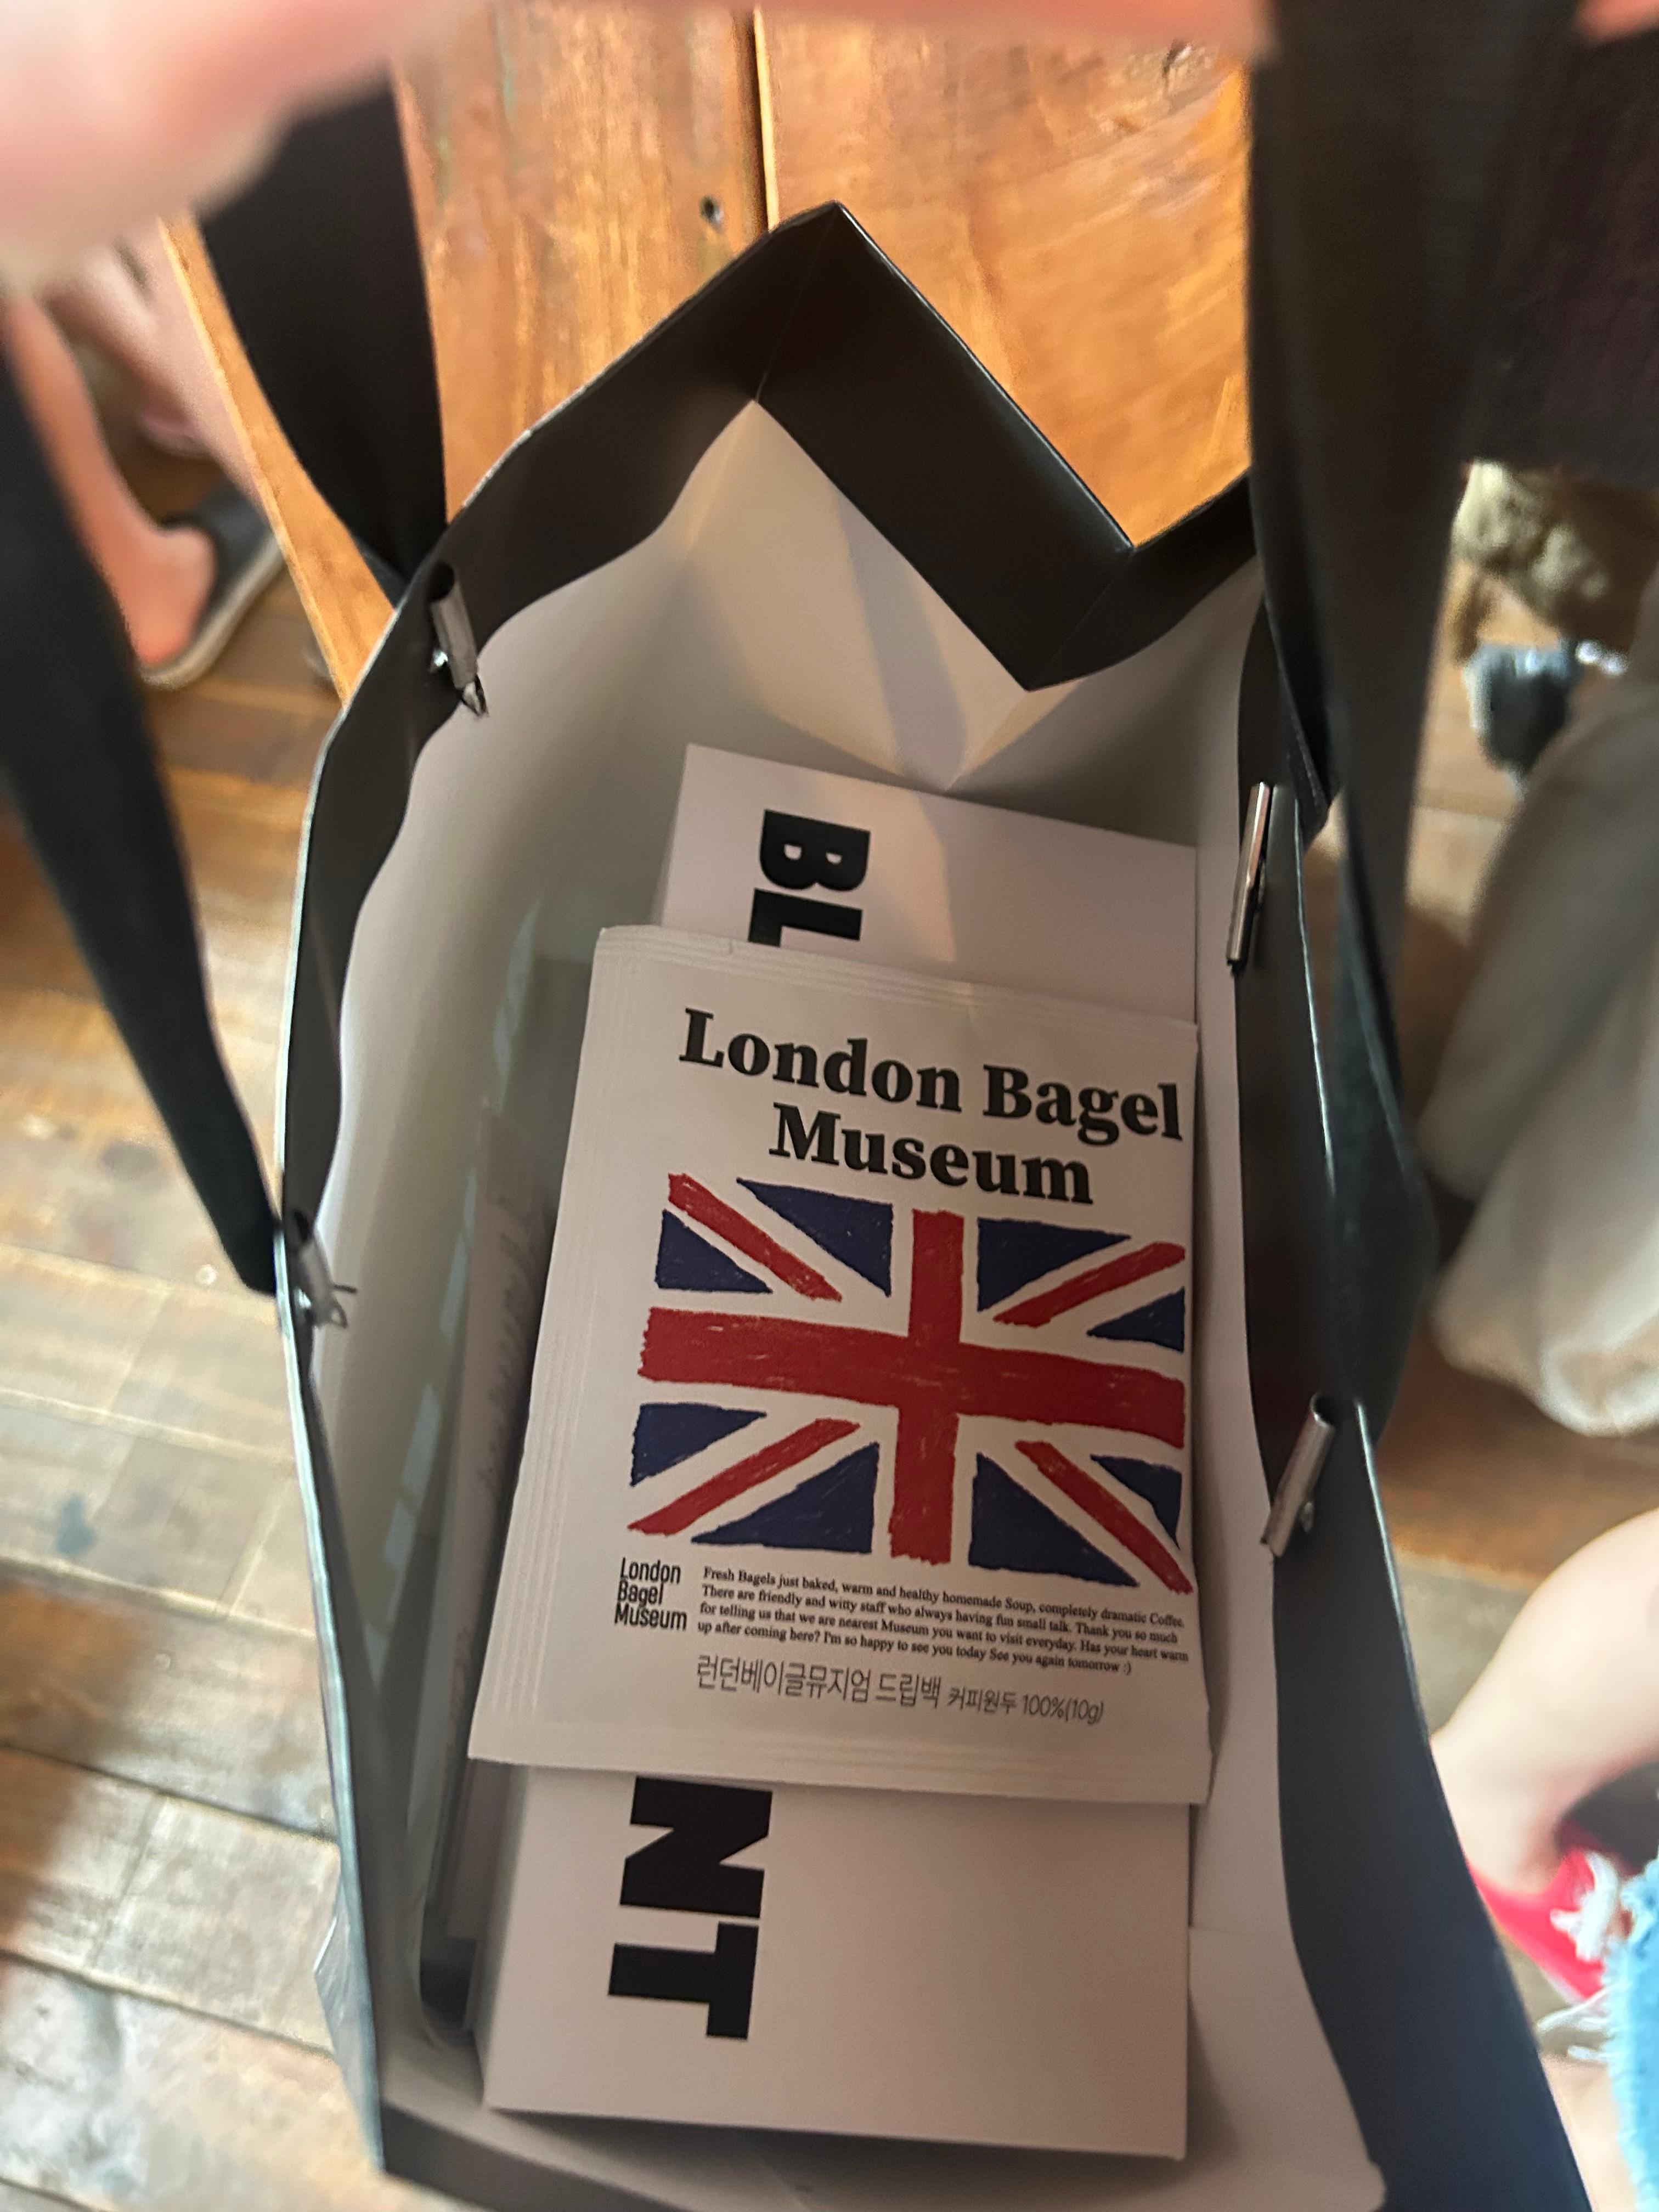 BL
London Bagel
Museum
London
Bagel
Museum
Fresh Bagels just baked, warm and healthy homemade Soup, completely dramatic Coffee.
There are friendly and witty staff who always having fun small talk. Thank you so much
for telling us that we are nearest Museum you want to visit everyday. Has your heart warm
up after coming here? I'm so happy to see you today See you again tomorrow :)
런던베이글뮤지엄 드립백 커피원두 100%(10g)
NT